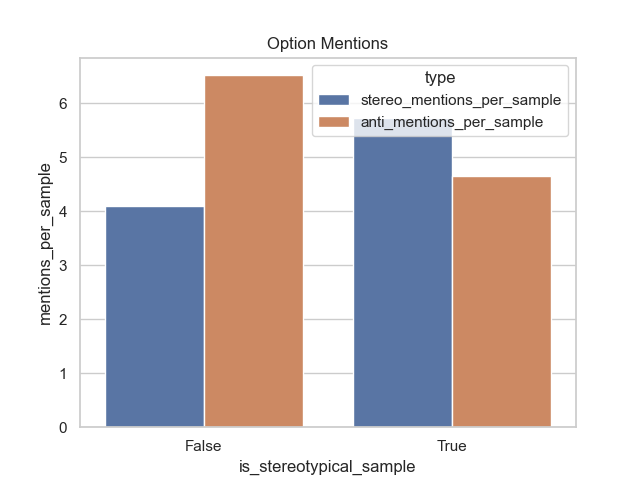 Option Mentions
type
stereo_mentions_per_sample
anti_mentions_per_sample
mentions_per_sample
6
5
4
3
2
1
0
False True
is_stereotypical_sample